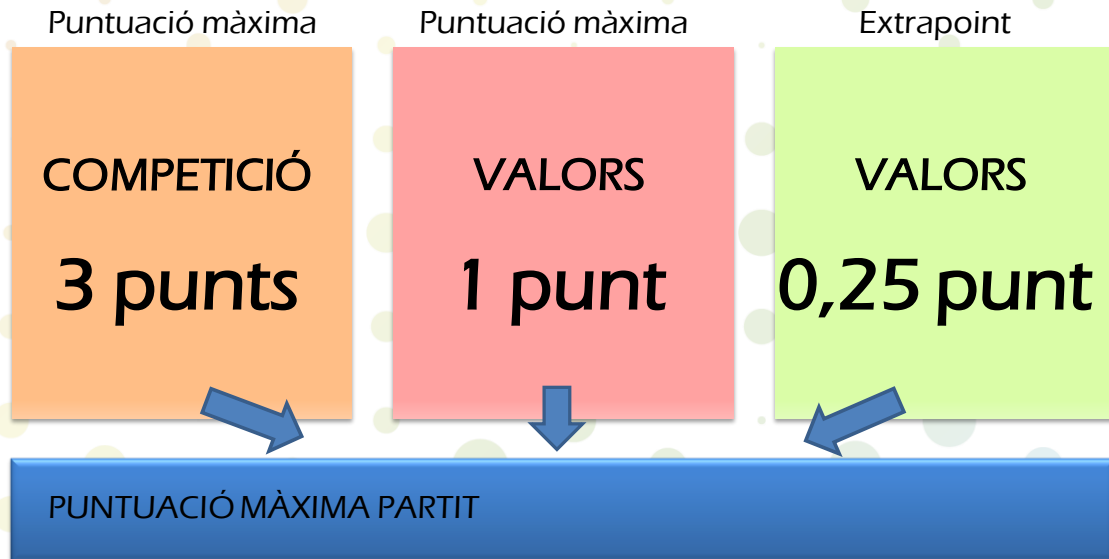 Puntuació màxima
COMPETICIÓ
3 punts
Puntuació màxima
VALORS
1 punt
Extrapoint
VALORS
0,25 punt
PUNTUACIÓ MÀXIMA PARTIT